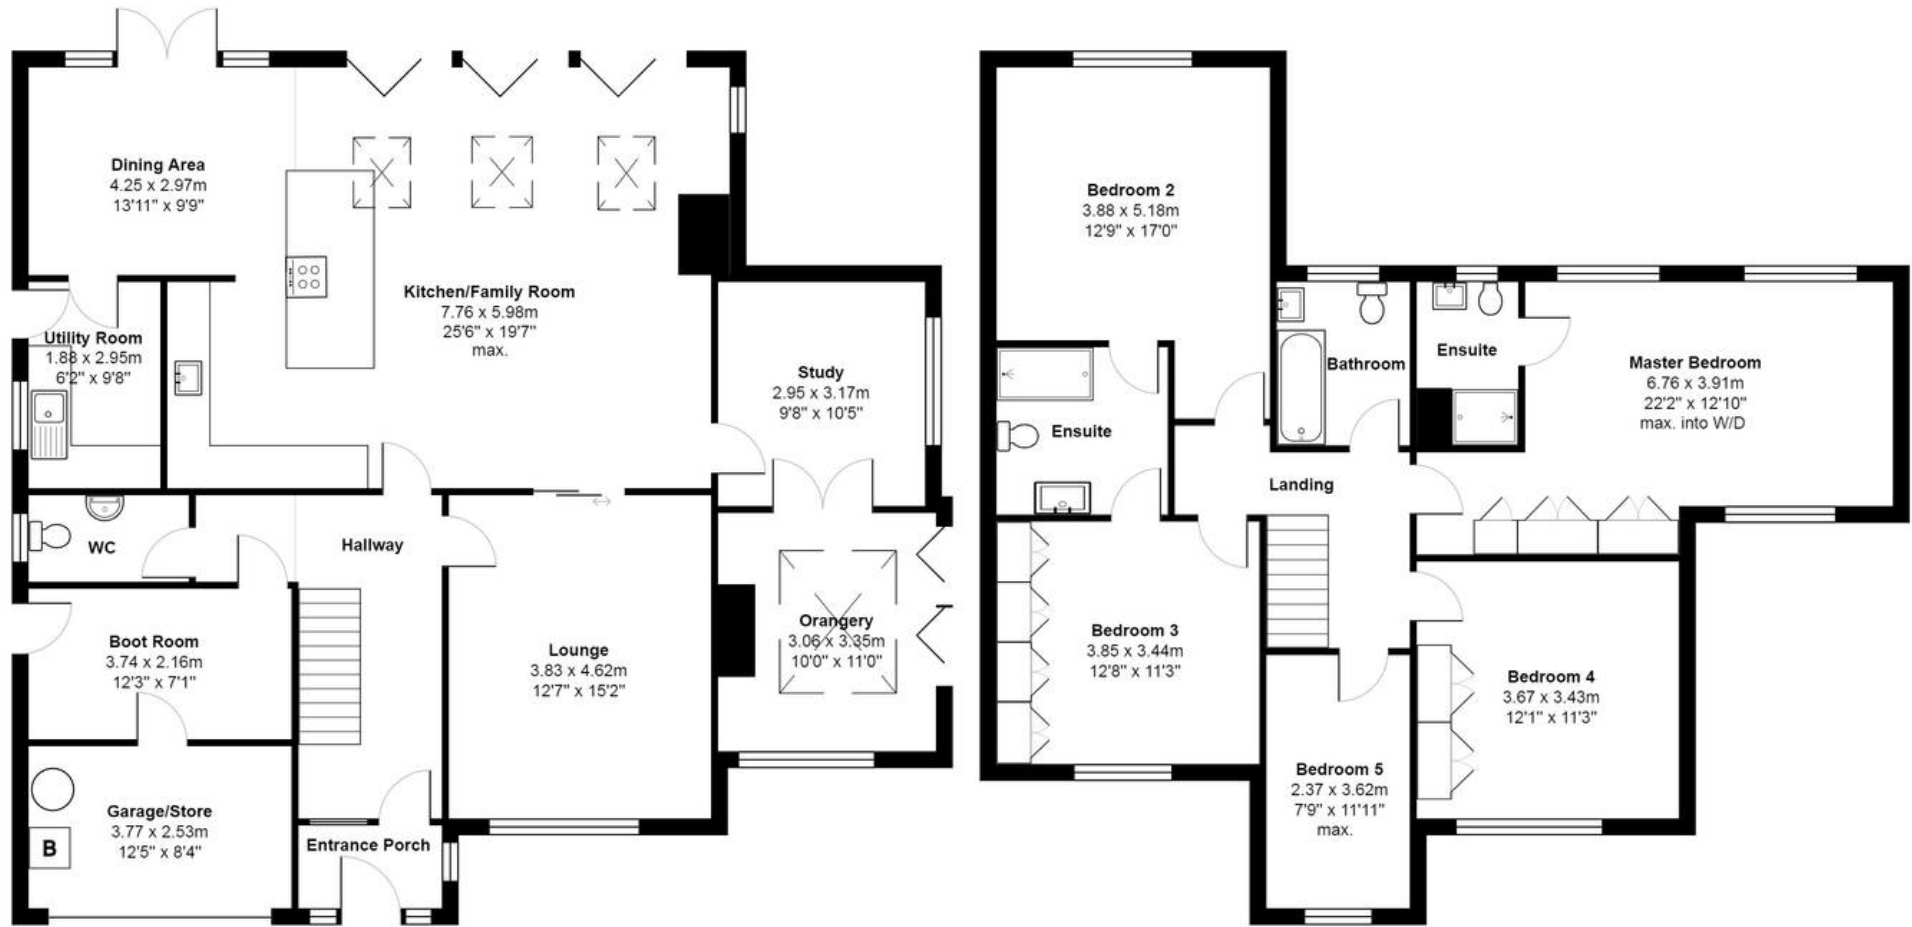 Dining Area
4.25 x 2.97m
13'11" x 9'9"
Kitchen/Family Room
7.76 x 5.98m
25'6" x 19'7"
max.
Utility Room
1.88 x 2.95m
6'2" x 9'8"
Study
2.95 x 3.17m
9'8" x 10'5"
WC
Hallway
Boot Room
3.74 x 2.16m
12'3" x 7'1"
Lounge
3.83 x 4.62m
12'7" x 15'2"
Orangery
3.06 x 3.35m
10'0" x 11'0"
Garage/Store
3.77 x 2.53m
12'5" x 8'4"
B
Entrance Porch
Bedroom 2
3.88 x 5.18m
12'9" x 17'0"
Bathroom
Ensuite
Master Bedroom
6.76 x 3.91m
22'2" x 12'10"
max. into W/D
Ensuite
Landing
Bedroom 3
3.85 x 3.44m
12'8" x 11'3"
Bedroom 4
3.67 x 3.43m
12'1" x 11'3"
Bedroom 5
2.37 x 3.62m
7'9" x 11'11"
max.